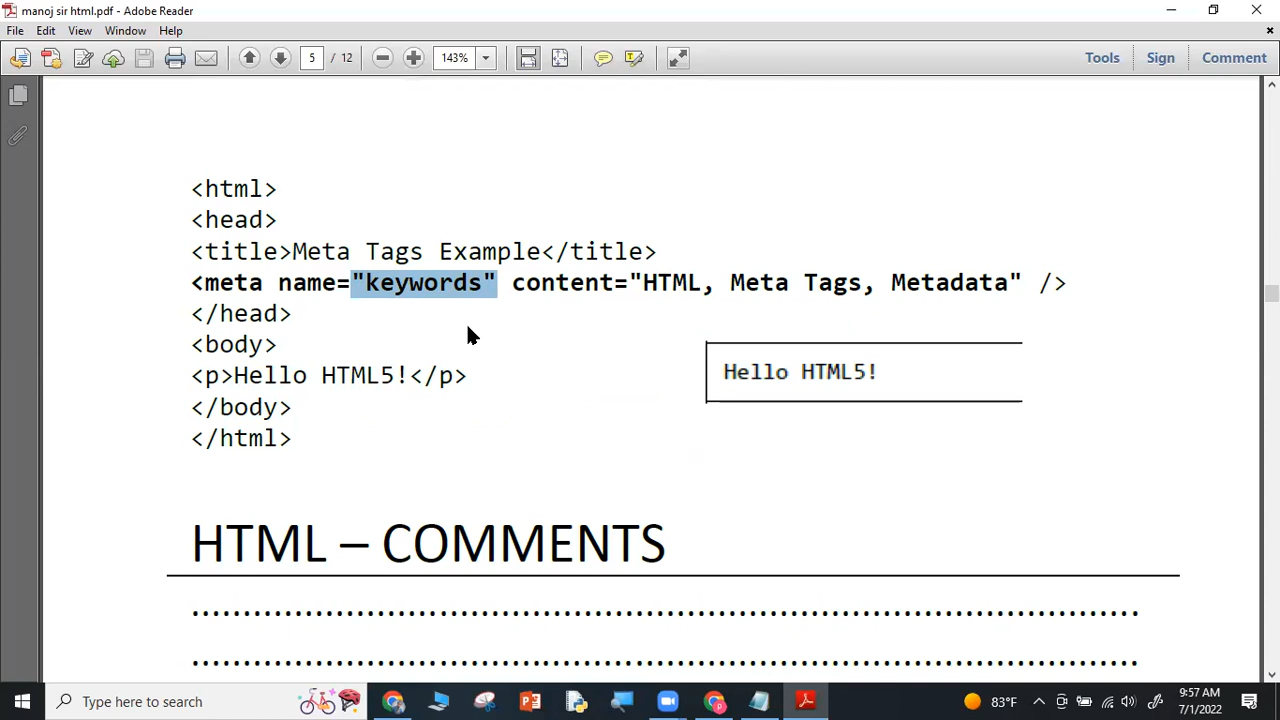 manoj sir html.pdf - Adobe Reader
File Edit View Window Help
5 / 12 143% Tools Sign Comment
<html>
<head>
<title>Meta Tags Example</title>
<meta name="keywords" content="HTML, Meta Tags, Metadata" />
</head>
<body>
<p>Hello HTML5!</p>
Hello HTML5!
</body>
</html>
HTML – COMMENTS
..................................................................................
..................................................................................
Type here to search 83°F 9:57 AM
7/1/2022